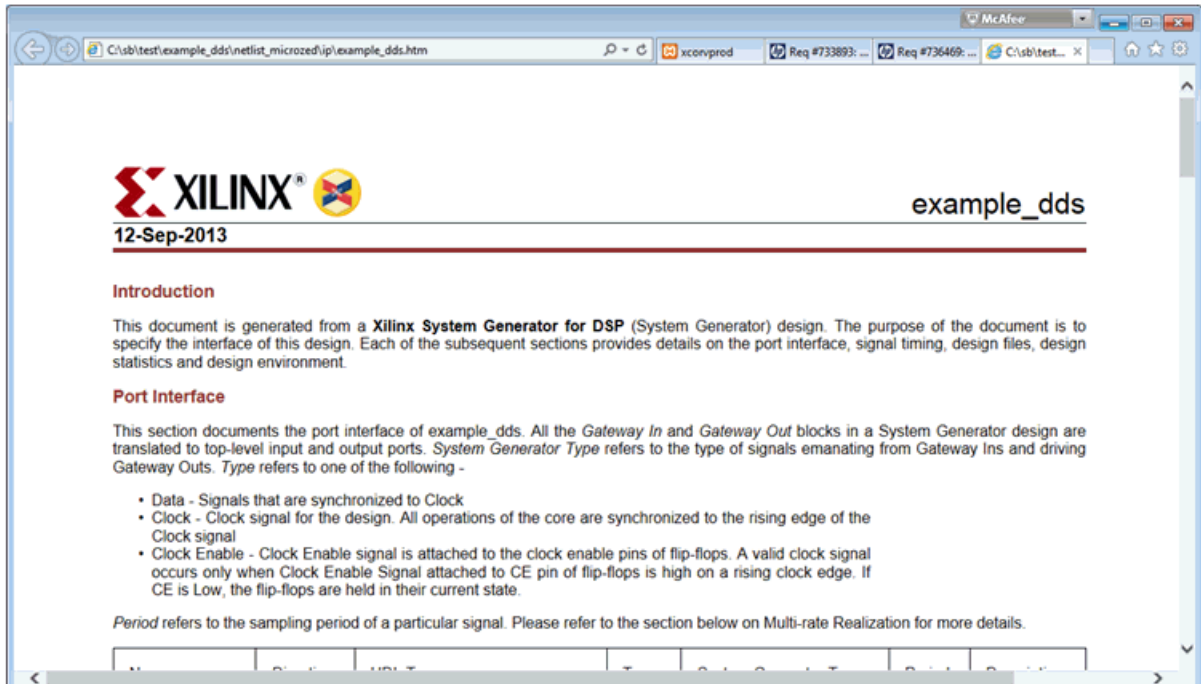 McAfee
C:\sb\test\example_dds\netlist_microzed\ip\example_dds.htm
xconvprod
Req #733893: ...
Req #736469: ...
C:\sb\test...
XILINX®
example_dds
12-Sep-2013
Introduction
This document is generated from a Xilinx System Generator for DSP (System Generator) design. The purpose of the document is to
specify the interface of this design. Each of the subsequent sections provides details on the port interface, signal timing, design files, design
statistics and design environment.
Port Interface
This section documents the port interface of example_dds. All the Gateway In and Gateway Out blocks in a System Generator design are
translated to top-level input and output ports. System Generator Type refers to the type of signals emanating from Gateway Ins and driving
Gateway Outs. Type refers to one of the following -
• Data - Signals that are synchronized to Clock
• Clock - Clock signal for the design. All operations of the core are synchronized to the rising edge of the
Clock signal
• Clock Enable - Clock Enable signal is attached to the clock enable pins of flip-flops. A valid clock signal
occurs only when Clock Enable Signal attached to CE pin of flip-flops is high on a rising clock edge. If
CE is Low, the flip-flops are held in their current state.
Period refers to the sampling period of a particular signal. Please refer to the section below on Multi-rate Realization for more details.